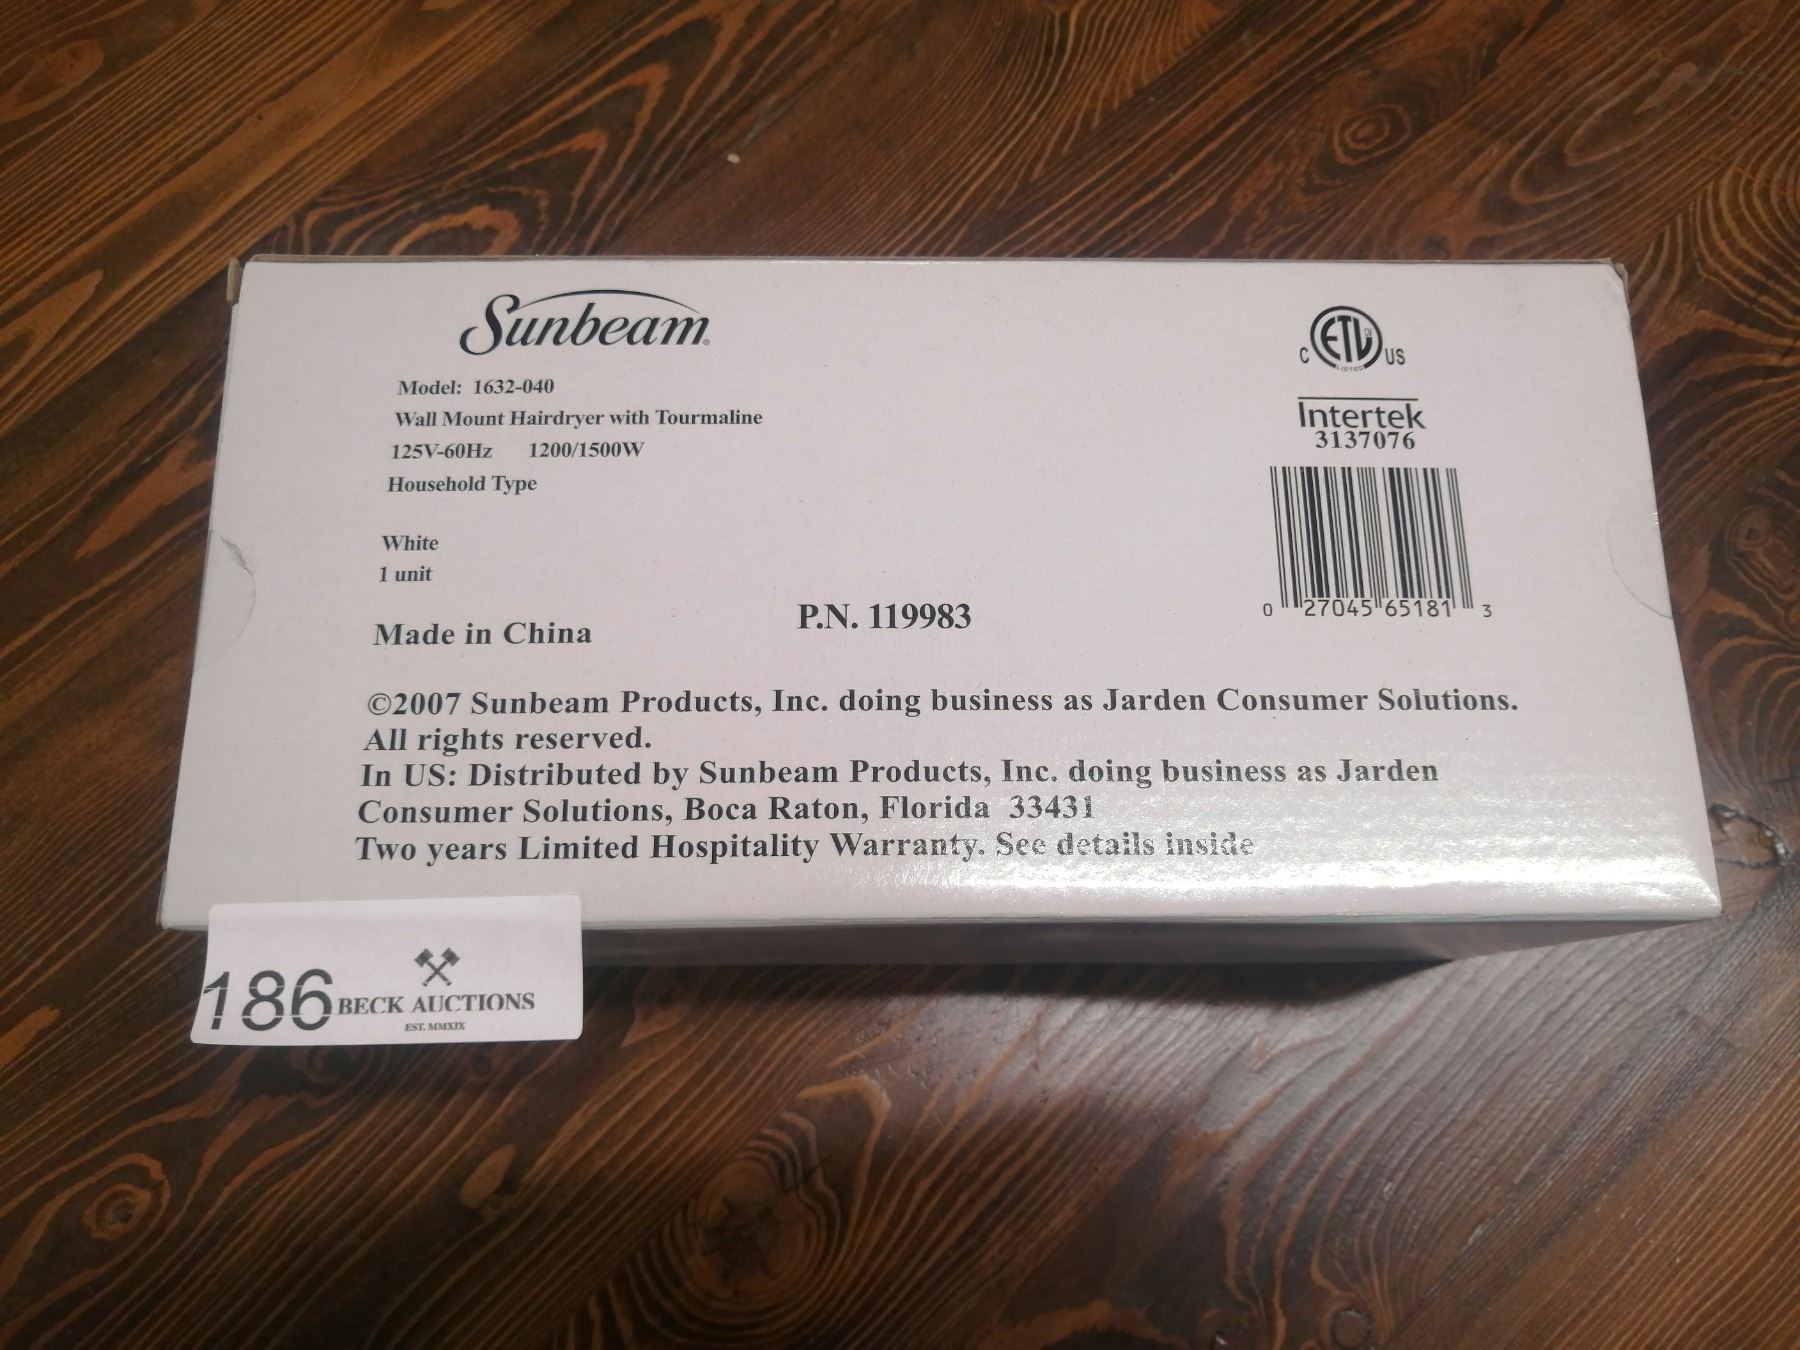 Sunbeam
Model: 1632-040
Wall Mount Hairdryer with Tourmaline
125V-60Hz 1200/1500W
Household Type
White
1 unit
Made in China
P.N. 119983
C ETL CM US
LISTED
Intertek
3137076
0 27045 65181 3
©2007 Sunbeam Products, Inc. doing business as Jarden Consumer Solutions.
All rights reserved.
In US: Distributed by Sunbeam Products, Inc. doing business as Jarden
Consumer Solutions, Boca Raton, Florida 33431
Two years Limited Hospitality Warranty. See details inside
186 BECK AUCTIONS
EST. MMXIX